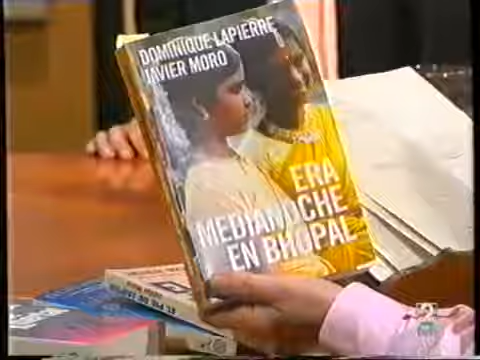 DOMINIQUE LAPIERRE
JAVIER MORO
ERA
MEDIANOCHE
EN BHOPAL